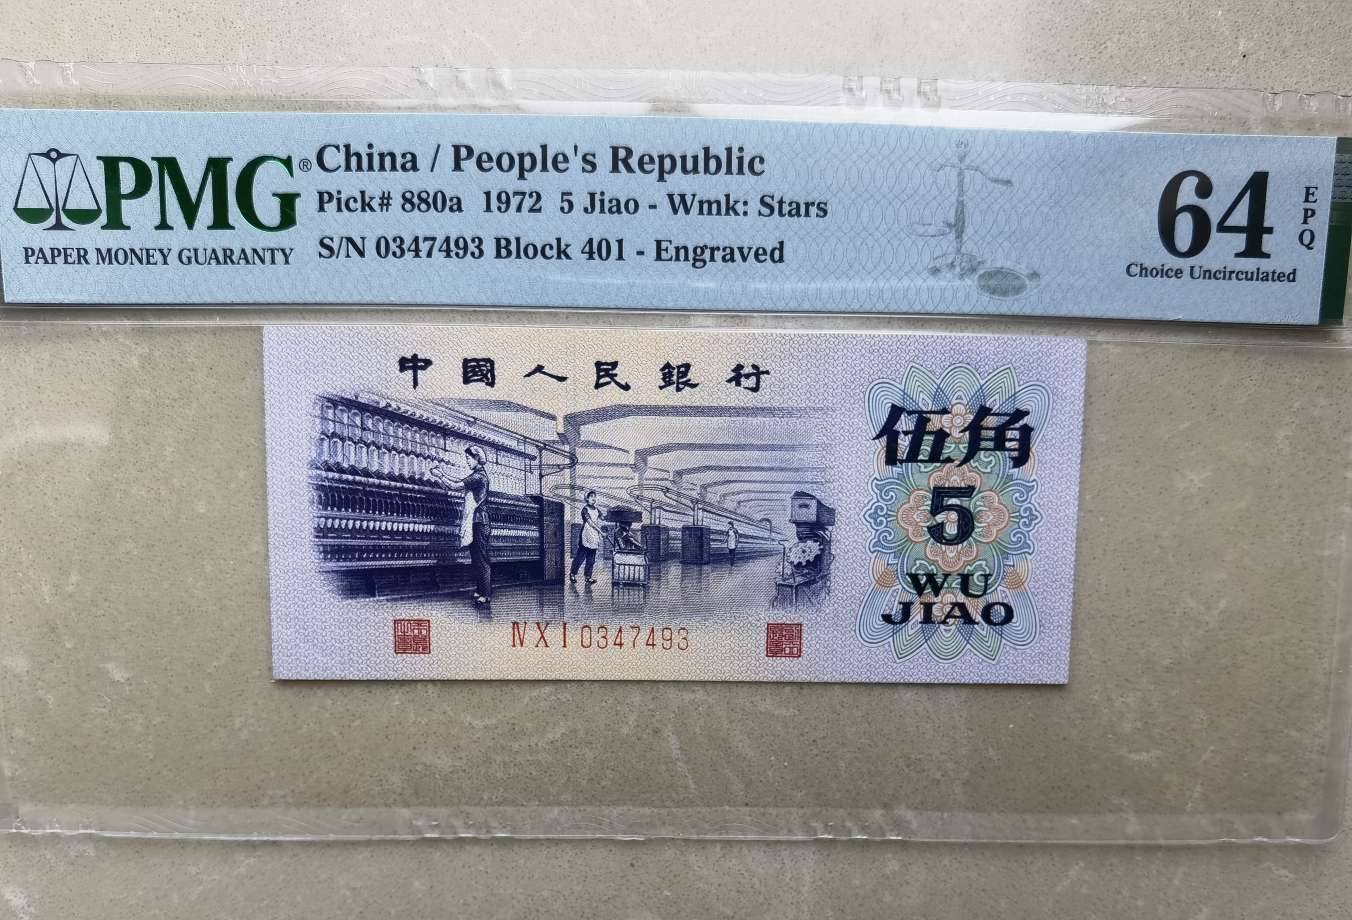 PMG®
PAPER MONEY GUARANTY
China / People's Republic
Pick# 880a 1972 5 Jiao - Wmk: Stars
S/N 0347493 Block 401 - Engraved
64
EPQ
Choice Uncirculated
中國人民銀行
伍角
5
WU
JIAO
IV X I 0347493